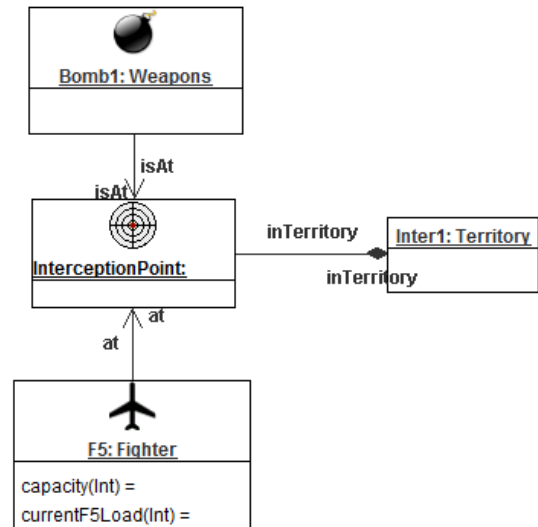 Bomb1: Weapons
isAt
isAt
InterceptionPoint:
inTerritory
Inter1: Territory
inTerritory
at
at
F5: Fighter
capacity(Int) =
currentF5Load(Int) =